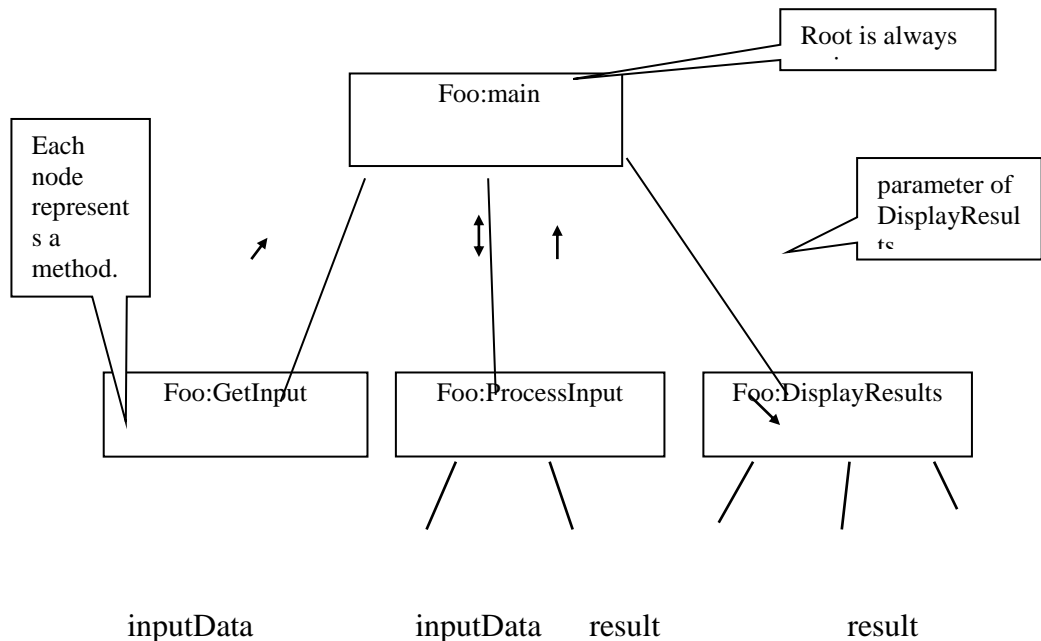 Root is always
Foo:main
Each
node
represent
s a
method.
parameter of
DisplayResul
Foo:GetInput
Foo:ProcessInput
Foo:DisplayResults
inputData
inputData
result
result